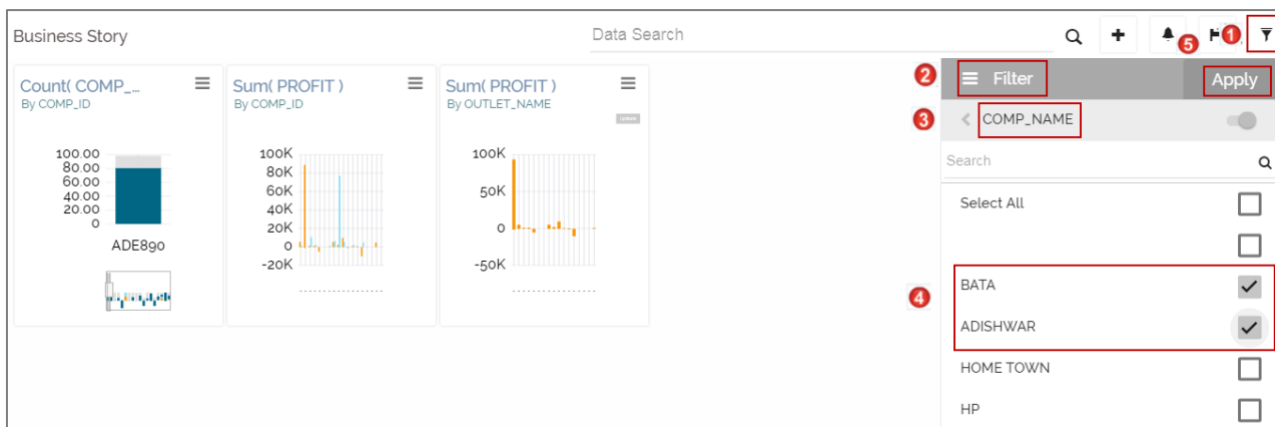 Business Story
Data Search
5
1
Count( COMP_...
By COMP_ID
100.00
80.00
60.00
40.00
20.00
0
ADE890
Sum( PROFIT )
By COMP_ID
100K
80K
60K
40K
20K
0
-20K
Sum( PROFIT )
By OUTLET_NAME
100K
50K
0
-50K
2
Filter
Apply
3
COMP_NAME
Search
Select All
4
BATA
ADISHWAR
HOME TOWN
HP